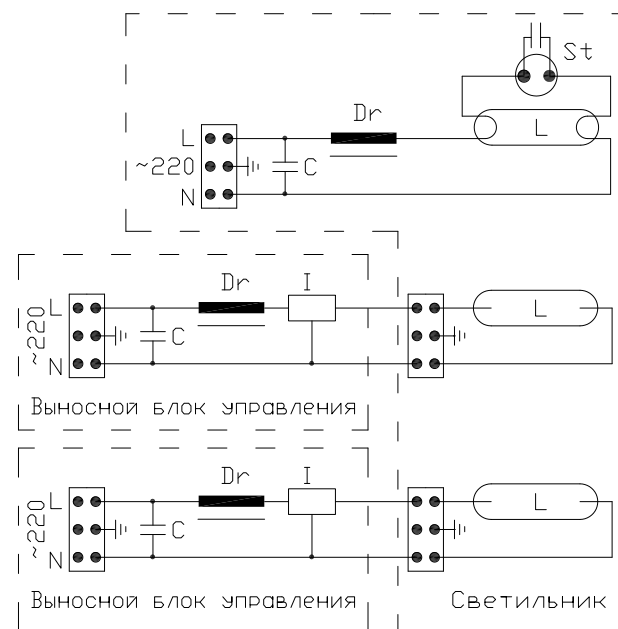 St
Dr
L
L
~220
C
N
Dr
I
L
L
~220
C
N
Выносной блок управления
Dr
I
L
L
~220
C
N
Выносной блок управления
Светильник